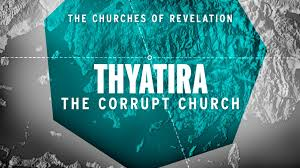 THE CHURCHES OF REVELATION
THYATIRA
THE CORRUPT CHURCH